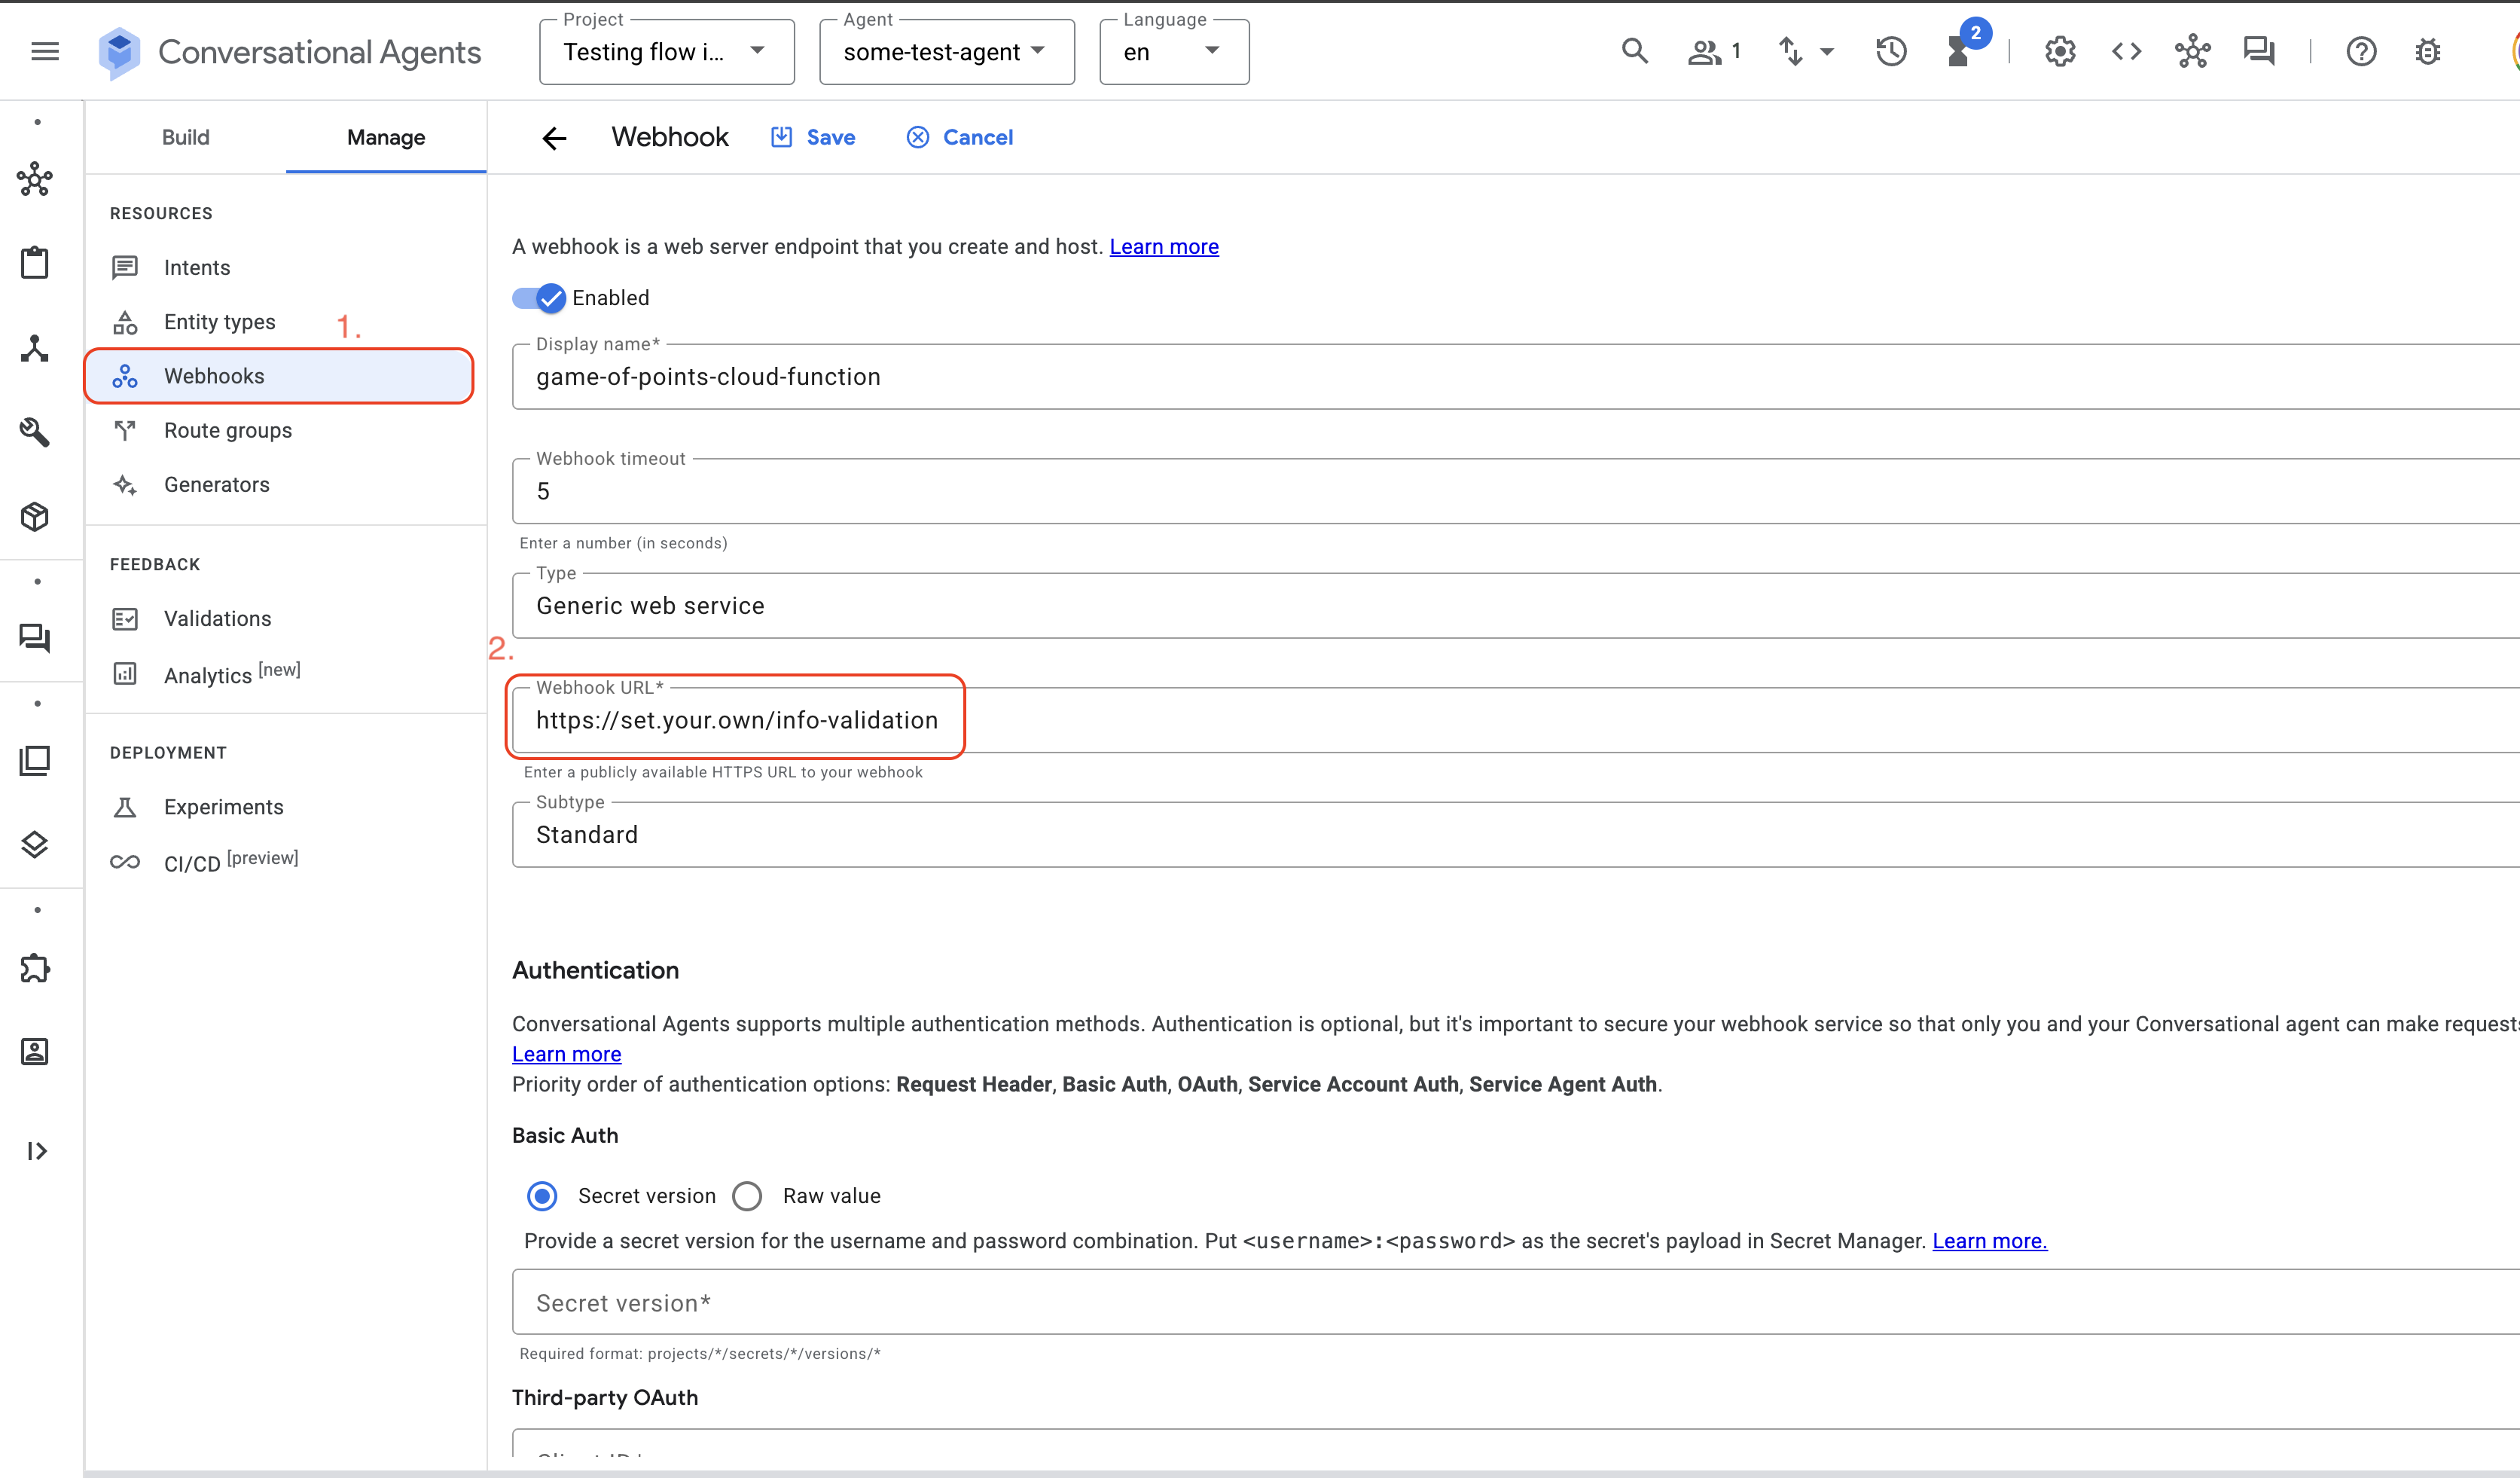 Conversational Agents
Project
Testing flow i...
Agent
some-test-agent
Language
en
1
2
Build
Manage
Webhook
Save
Cancel
RESOURCES
Intents
Entity types
1.
Webhooks
Route groups
Generators
FEEDBACK
Validations
Analytics [new]
DEPLOYMENT
Experiments
CI/CD [preview]
A webhook is a web server endpoint that you create and host. Learn more
Enabled
Display name*
game-of-points-cloud-function
Webhook timeout
5
Enter a number (in seconds)
Type
Generic web service
2.
Webhook URL*
https://set.your.own/info-validation
Enter a publicly available HTTPS URL to your webhook
Subtype
Standard
Authentication
Conversational Agents supports multiple authentication methods. Authentication is optional, but it's important to secure your webhook service so that only you and your Conversational agent can make requests
Learn more
Priority order of authentication options: Request Header, Basic Auth, OAuth, Service Account Auth, Service Agent Auth.
Basic Auth
Secret version
Raw value
Provide a secret version for the username and password combination. Put <username>:<password> as the secret's payload in Secret Manager. Learn more.
Secret version*
Required format: projects/*/secrets/*/versions/*
Third-party OAuth